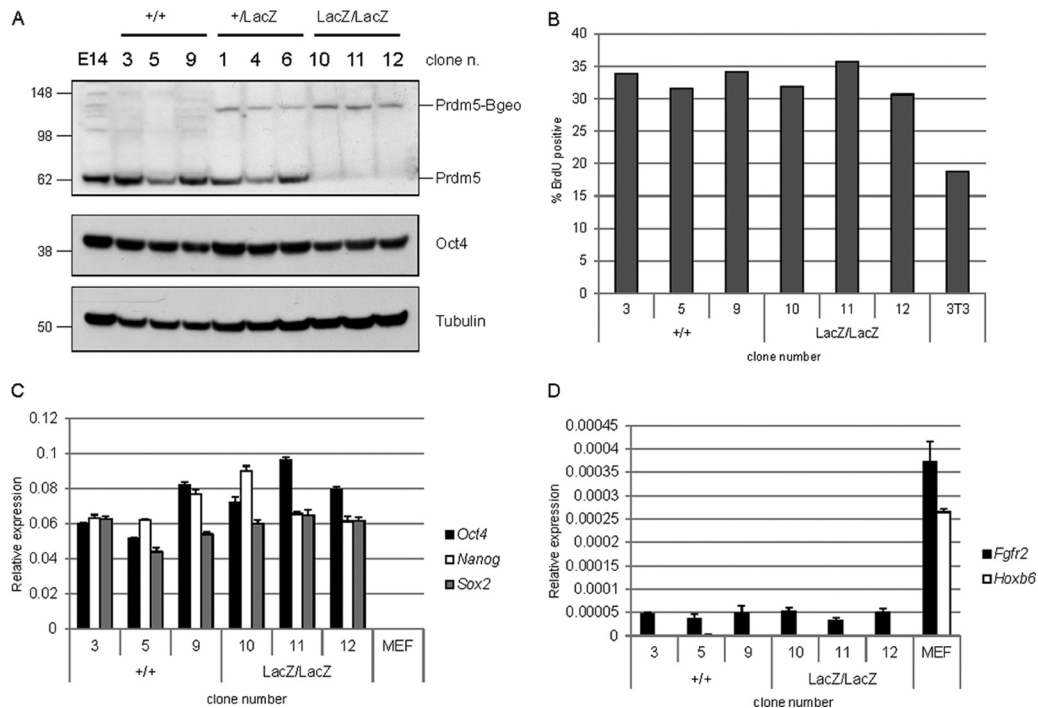 A
+/+ +/LacZ LacZ/LacZ
E14 3 5 9 1 4 6 10 11 12 clone n.
148
98
62
Prdm5-Bgeo
Prdm5
38
Oct4
50
Tubulin
B
% BrdU positive
40
35
30
25
20
15
10
5
0
3 5 9 10 11 12 3T3
+/+ LacZ/LacZ
clone number
C
Relative expression
0.12
0.1
0.08
0.06
0.04
0.02
0
3 5 9 10 11 12 MEF
+/+ LacZ/LacZ
clone number
Oct4
Nanog
Sox2
D
Relative expression
0.00045
0.0004
0.00035
0.0003
0.00025
0.0002
0.00015
0.0001
0.00005
0
3 5 9 10 11 12 MEF
+/+ LacZ/LacZ
clone number
Fgfr2
Hoxb6